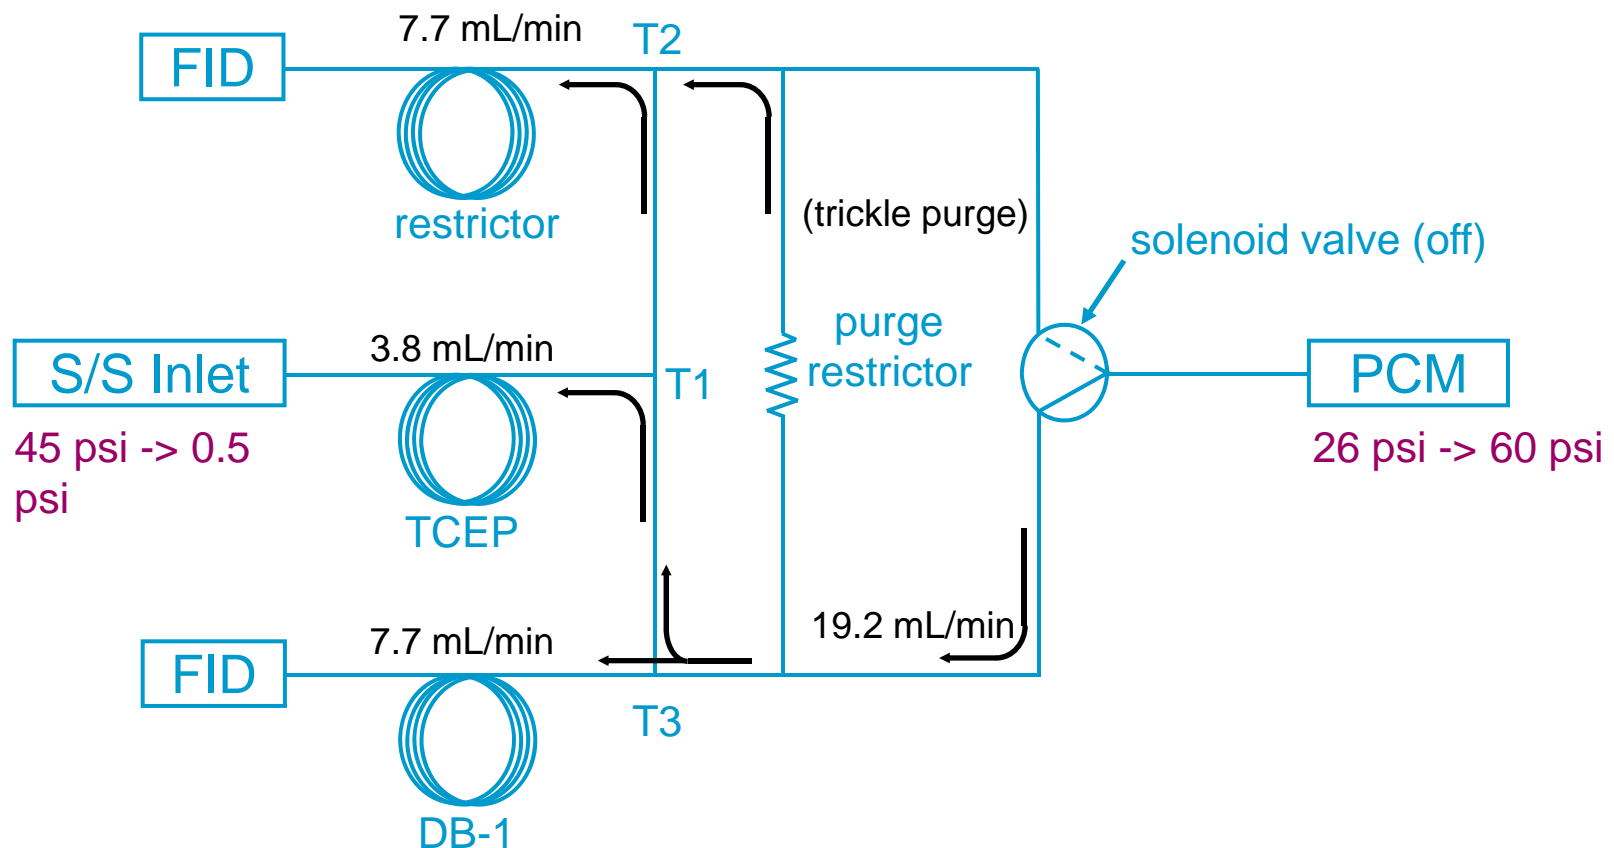 7.7 mL/min
T2
FID
restrictor
(trickle purge)
solenoid valve (off)
purge
restrictor
3.8 mL/min
S/S Inlet
T1
PCM
45 psi -> 0.5
psi
26 psi -> 60 psi
TCEP
19.2 mL/min
7.7 mL/min
FID
T3
DB-1